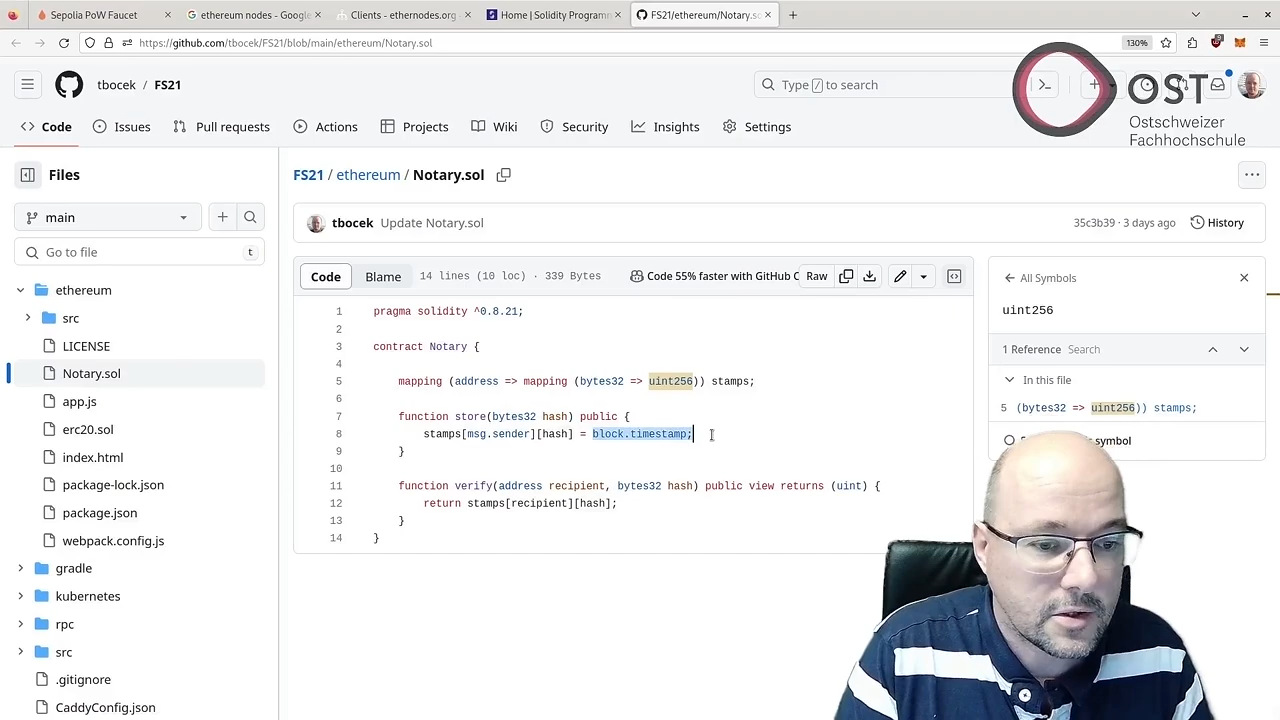 Sepolia PoW Faucet
ethereum nodes - Google
Clients - ethernodes.org
Home | Solidity Programm
FS21/ethereum/Notary.sol
https://github.com/tbocek/FS21/blob/main/ethereum/Notary.sol
130%
9
tbocek / FS21
Type / to search
OST
Ostschweizer
Fachhochschule
Code
Issues
Pull requests
Actions
Projects
Wiki
Security
Insights
Settings
Files
main
Go to file
t
ethereum
src
LICENSE
Notary.sol
app.js
erc20.sol
index.html
package-lock.json
package.json
webpack.config.js
gradle
kubernetes
rpc
src
.gitignore
CaddyConfig.json
FS21 / ethereum / Notary.sol
tbocek Update Notary.sol
35c3b39 · 3 days ago
History
Code
Blame
14 lines (10 loc) · 339 Bytes
Code 55% faster with GitHub C
Raw
1 pragma solidity ^0.8.21;
2
3 contract Notary {
4
5 mapping (address => mapping (bytes32 => uint256)) stamps;
6
7 function store(bytes32 hash) public {
8 stamps[msg.sender][hash] = block.timestamp;
9 }
10
11 function verify(address recipient, bytes32 hash) public view returns (uint) {
12 return stamps[recipient][hash];
13 }
14 }
All Symbols
uint256
1 Reference Search
In this file
5 (bytes32 => uint256)) stamps;
symbol